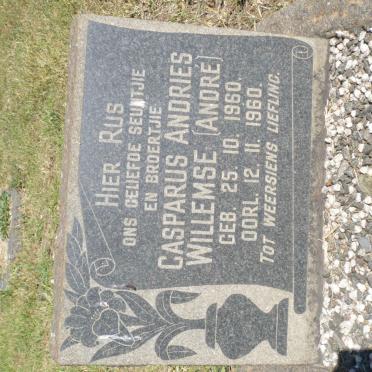 HIER RUS
ONS GELIEFDE SEUNTJIE
EN BROERTJIE
CASPARUS ANDRIES
WILLEMSE (ANDRÉ)
GEB. 25. 10. 1960.
OORL. 12. 11. 1960.
TOT WEERSIENS LIEFLING.